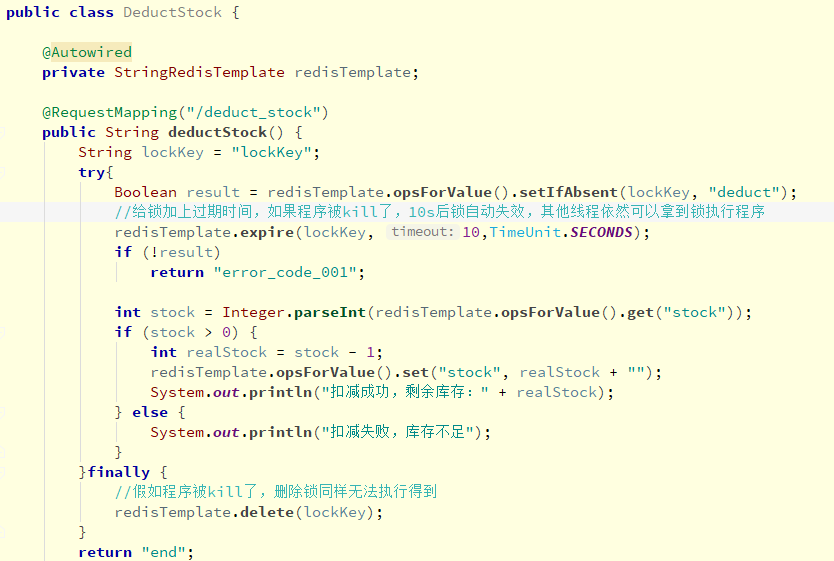 public class DeductStock {
@Autowired
private StringRedisTemplate redisTemplate;
@RequestMapping("/deduct_stock")
public String deductStock() {
String lockKey = "lockKey";
try{
Boolean result = redisTemplate.opsForValue().setIfAbsent(lockKey, "deduct");
//给锁加上过期时间，如果程序被kill了，10s后锁自动失效，其他线程依然可以拿到锁执行程序
redisTemplate.expire(lockKey, timeout: 10,TimeUnit.SECONDS);
if (!result)
return "error_code_001";
int stock = Integer.parseInt(redisTemplate.opsForValue().get("stock"));
if (stock > 0) {
int realStock = stock - 1;
redisTemplate.opsForValue().set("stock", realStock + "");
System.out.println("扣减成功，剩余库存：" + realStock);
} else {
System.out.println("扣减失败，库存不足");
}
}finally {
//假如程序被kill了，删除锁同样无法执行得到
redisTemplate.delete(lockKey);
}
return "end";